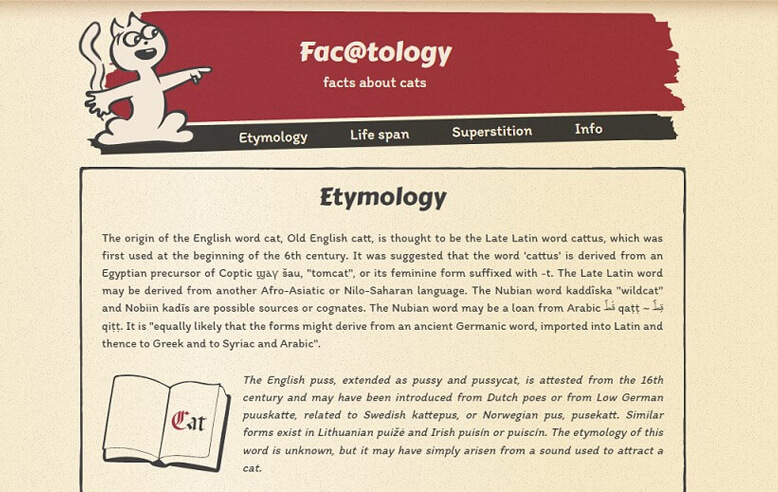 Fac@tology
facts about cats
Etymology
Life span
Superstition
Info
Etymology
The origin of the English word cat, Old English catt, is thought to be the Late Latin word cattus, which was
first used at the beginning of the 6th century. It was suggested that the word 'cattus' is derived from an
Egyptian precursor of Coptic ϣⲁⲩ šau, "tomcat", or its feminine form suffixed with -t. The Late Latin word
may be derived from another Afro-Asiatic or Nilo-Saharan language. The Nubian word kaddîska "wildcat"
and Nobiin kadīs are possible sources or cognates. The Nubian word may be a loan from Arabic قَطّ qaṭṭ ~ قِطّ
qiṭṭ. It is "equally likely that the forms might derive from an ancient Germanic word, imported into Latin and
thence to Greek and to Syriac and Arabic".
Cat
The English puss, extended as pussy and pussycat, is attested from the 16th
century and may have been introduced from Dutch poes or from Low German
puuskatte, related to Swedish kattepus, or Norwegian pus, pusekatt. Similar
forms exist in Lithuanian puižė and Irish puisín or puiscín. The etymology of this
word is unknown, but it may have simply arisen from a sound used to attract a
cat.